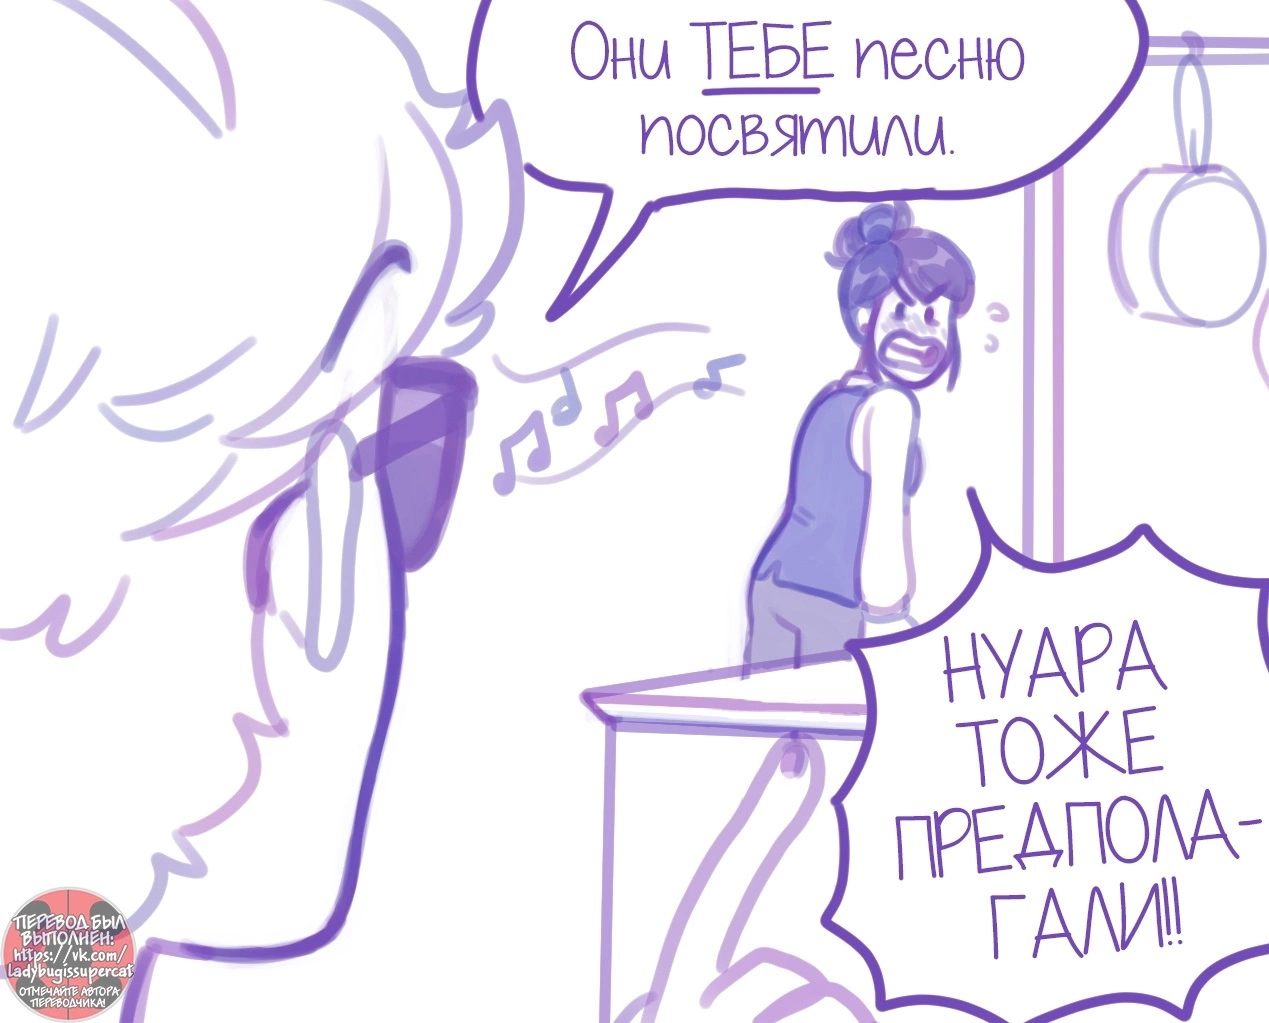 Они ТЕБЕ песню
посвятили.
НУАРА
ТОЖЕ
ПРЕДПОЛА-
ГАЛИ!!
ПЕРЕВОД БЫЛ
ВЫПОЛНЕН:
https://vk.com/
ladybugissupercat
ОТМЕЧАЙТЕ АВТОРА
ПЕРЕВОДЧИКА!